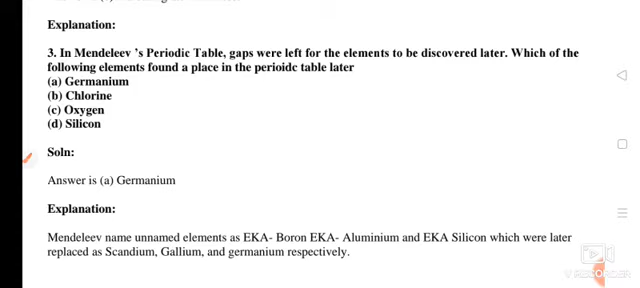 Explanation:
3. In Mendeleev 's Periodic Table, gaps were left for the elements to be discovered later. Which of the
following elements found a place in the perioidc table later
(a) Germanium
(b) Chlorine
(c) Oxygen
(d) Silicon
Soln:
Answer is (a) Germanium
Explanation:
Mendeleev name unnamed elements as EKA- Boron EKA- Aluminium and EKA Silicon which were later
replaced as Scandium, Gallium, and germanium respectively.
V RECORDER